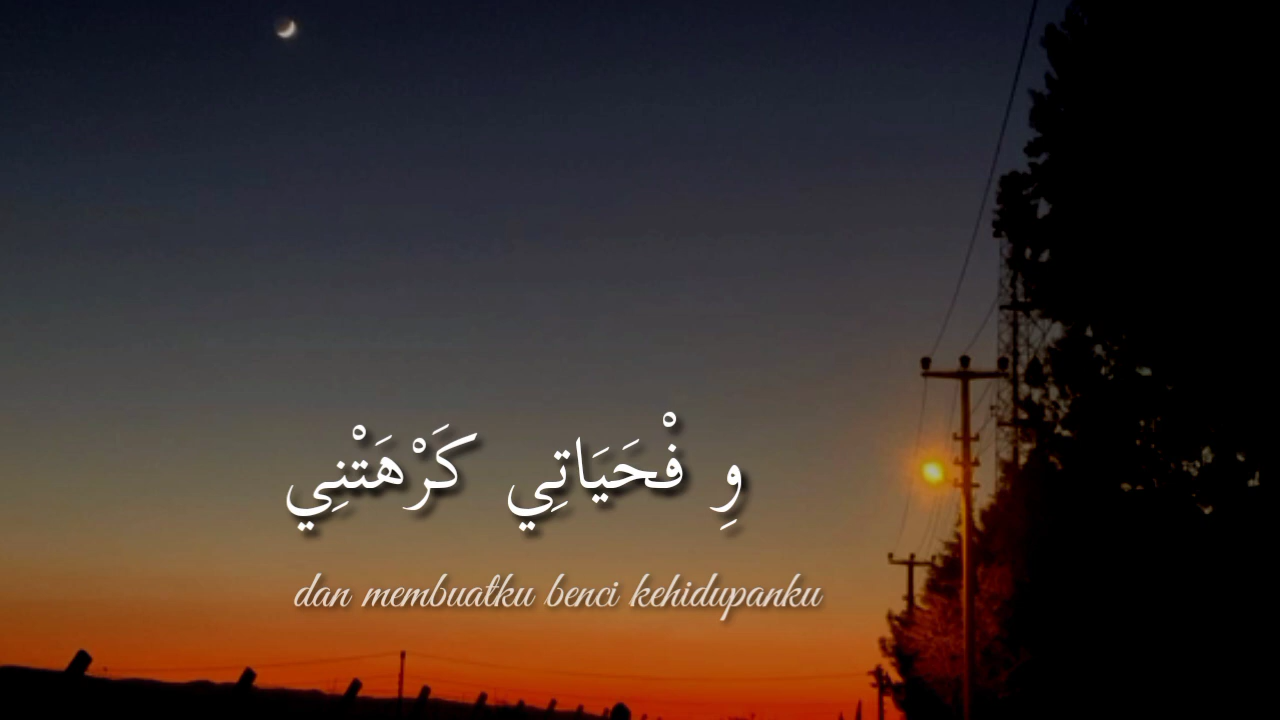 وِ فْحَيَاتِي كَرْهَتْنِي
dan membuatku benci kehidupanku